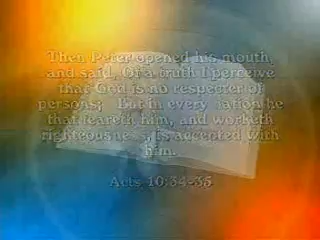 Then Peter opened his mouth,
and said, Of a truth I perceive
that God is no respecter of
persons; But in every nation he
that feareth him, and worketh
righteousness, is accepted with
him.
Acts 10:34-35